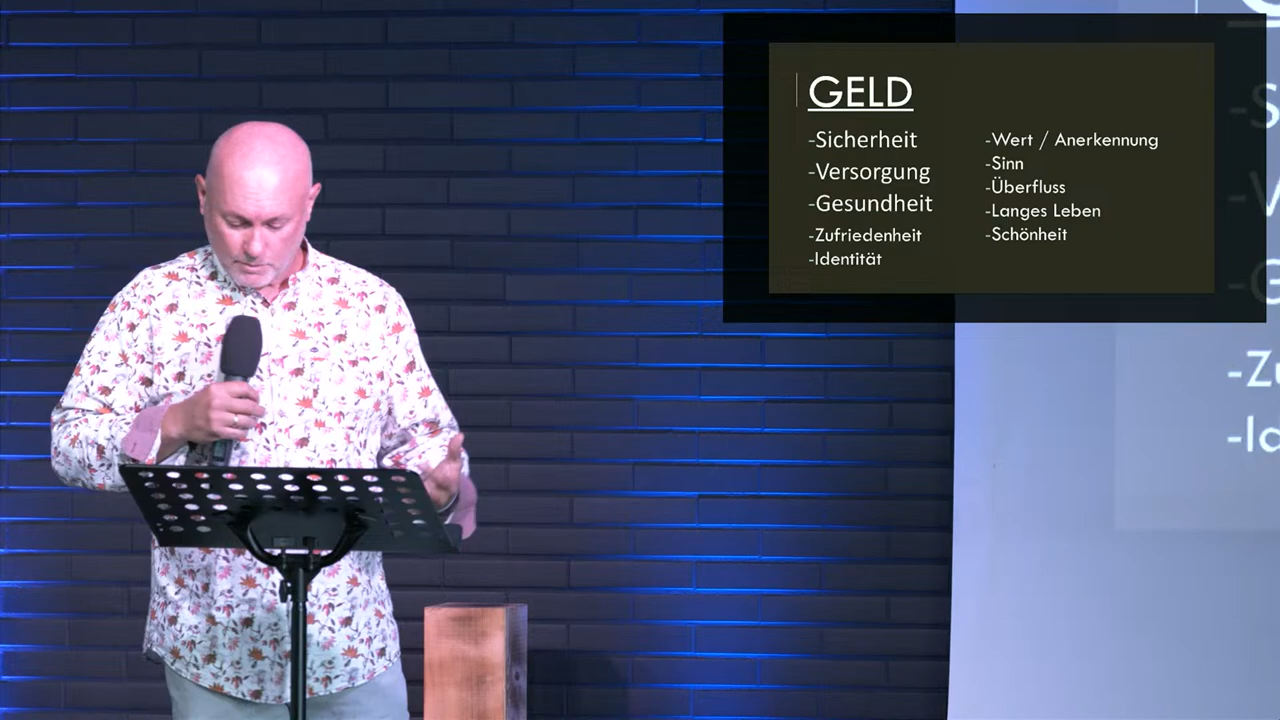 GELD
-Sicherheit
-Versorgung
-Gesundheit
-Zufriedenheit
-Identität
-Wert / Anerkennung
-Sinn
-Überfluss
-Langes Leben
-Schönheit